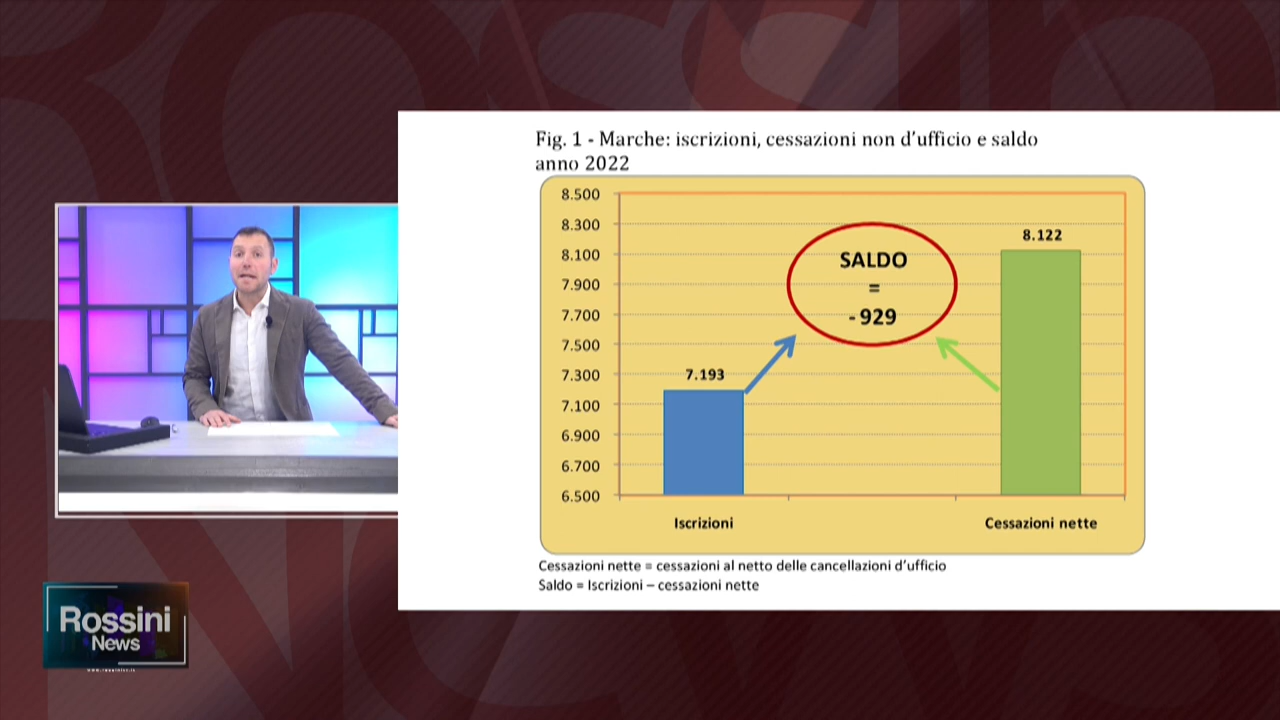 Fig. 1 - Marche: iscrizioni, cessazioni non d'ufficio e saldo
anno 2022
8.500
8.300
8.100
7.900
7.700
7.500
7.300
7.100
6.900
6.700
6.500
SALDO
=
- 929
7.193
8.122
Iscrizioni
Cessazioni nette
Cessazioni nette = cessazioni al netto delle cancellazioni d'ufficio
Saldo = Iscrizioni – cessazioni nette
Rossini
News